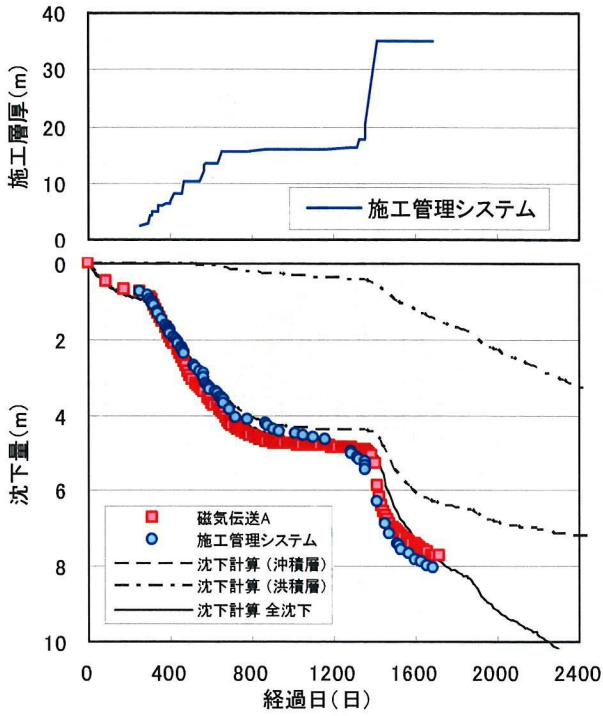 40
30
20
10
0
施工層厚(m)
施工管理システム
0
2
4
6
8
10
沈下量(m)
磁気伝送A
施工管理システム
沈下計算(沖積層)
沈下計算(洪積層)
沈下計算 全沈下
0 400 800 1200 1600 2000 2400
経過日(日)